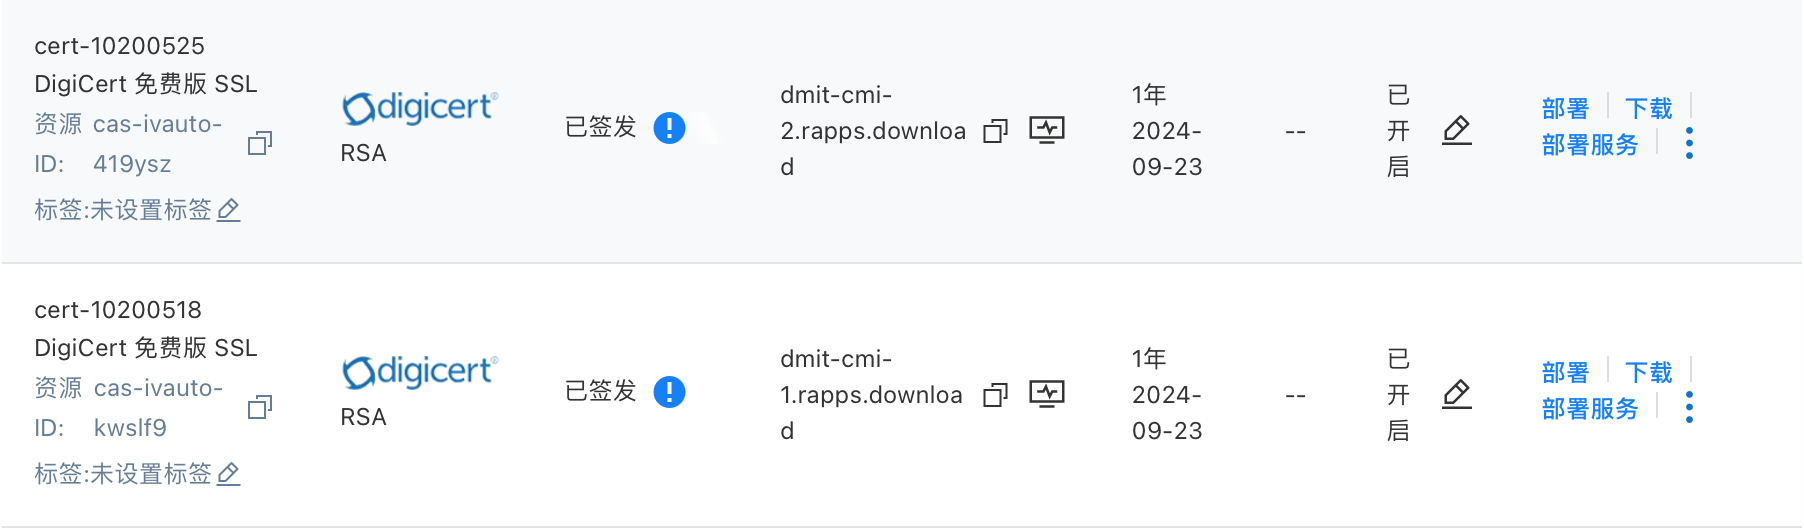 cert-10200525
DigiCert 免费版 SSL
资源 cas-ivauto-
ID: 419ysz
标签:未设置标签
digicert®
RSA
已签发
dmit-cmi-
2.rapps.downloa
d
1年
2024-
09-23
--
已
开
启
部署
下载
部署服务
cert-10200518
DigiCert 免费版 SSL
资源 cas-ivauto-
ID: kwslf9
标签:未设置标签
digicert®
RSA
已签发
dmit-cmi-
1.rapps.downloa
d
1年
2024-
09-23
--
已
开
启
部署
下载
部署服务